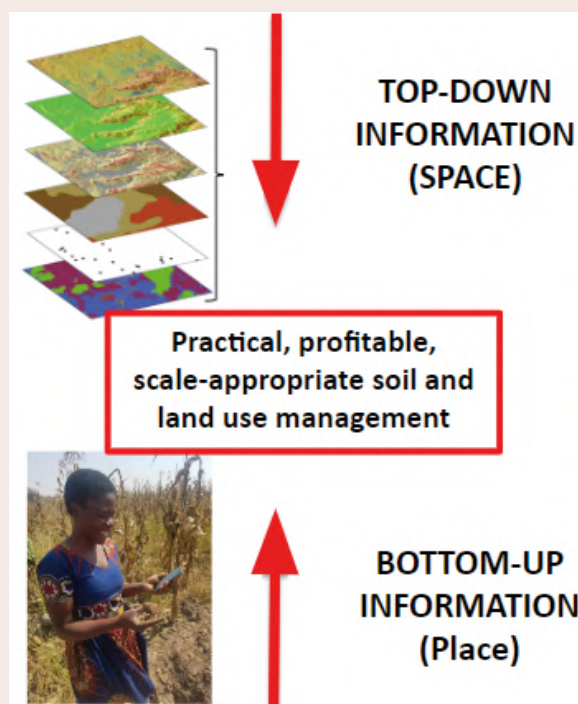 TOP-DOWN
INFORMATION
(SPACE)
Practical, profitable,
scale-appropriate soil and
land use management
BOTTOM-UP
INFORMATION
(Place)